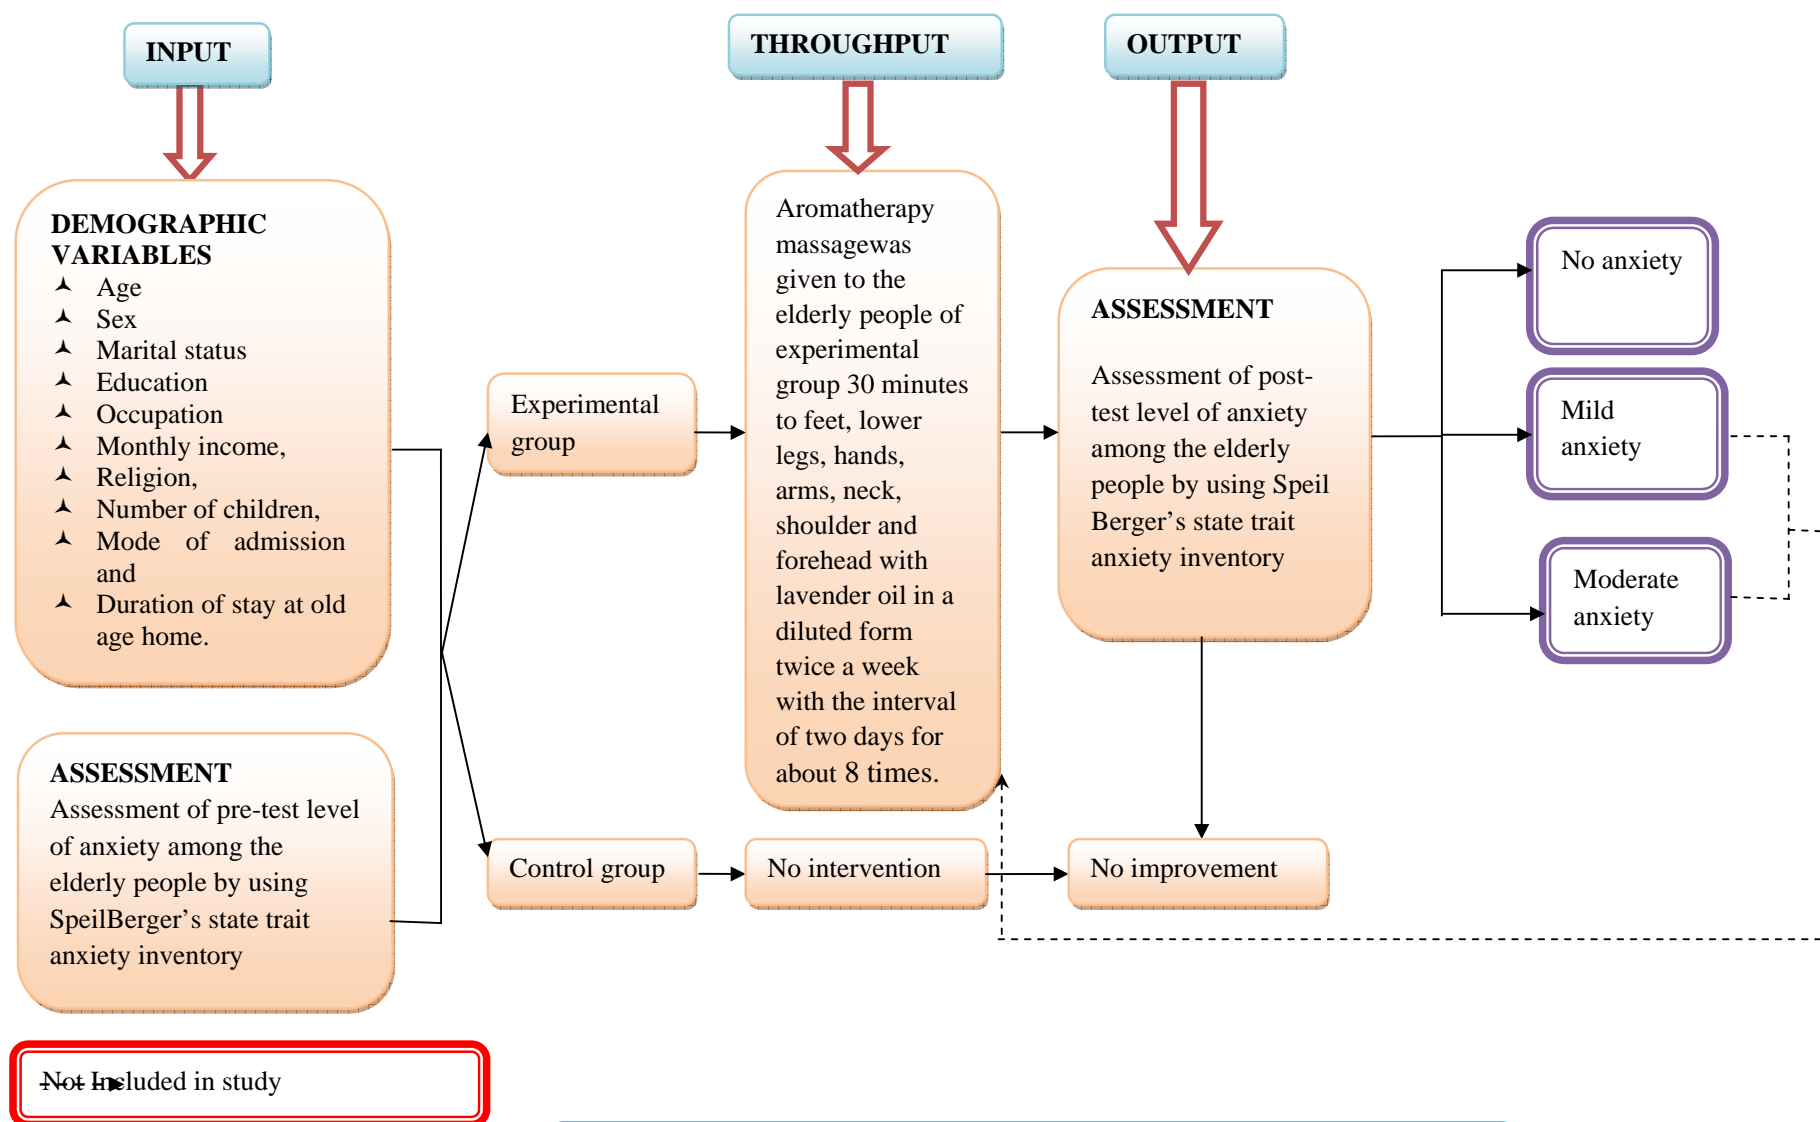 INPUT
THROUGHPUT
OUTPUT
DEMOGRAPHIC
VARIABLES
Age
Sex
Marital status
Education
Occupation
Monthly income,
Religion,
Number of children,
Mode of admission
and
Duration of stay at old
age home.
ASSESSMENT
Assessment of pre-test level
of anxiety among the
elderly people by using
SpeilBerger’s state trait
anxiety inventory
Experimental
group
Control group
Aromatherapy
massagewas
given to the
elderly people of
experimental
group 30 minutes
to feet, lower
legs, hands,
arms, neck,
shoulder and
forehead with
lavender oil in a
diluted form
twice a week
with the interval
of two days for
about 8 times.
No intervention
ASSESSMENT
Assessment of post-
test level of anxiety
among the elderly
people by using Speil
Berger’s state trait
anxiety inventory
No improvement
No anxiety
Mild
anxiety
Moderate
anxiety
Not Included in study